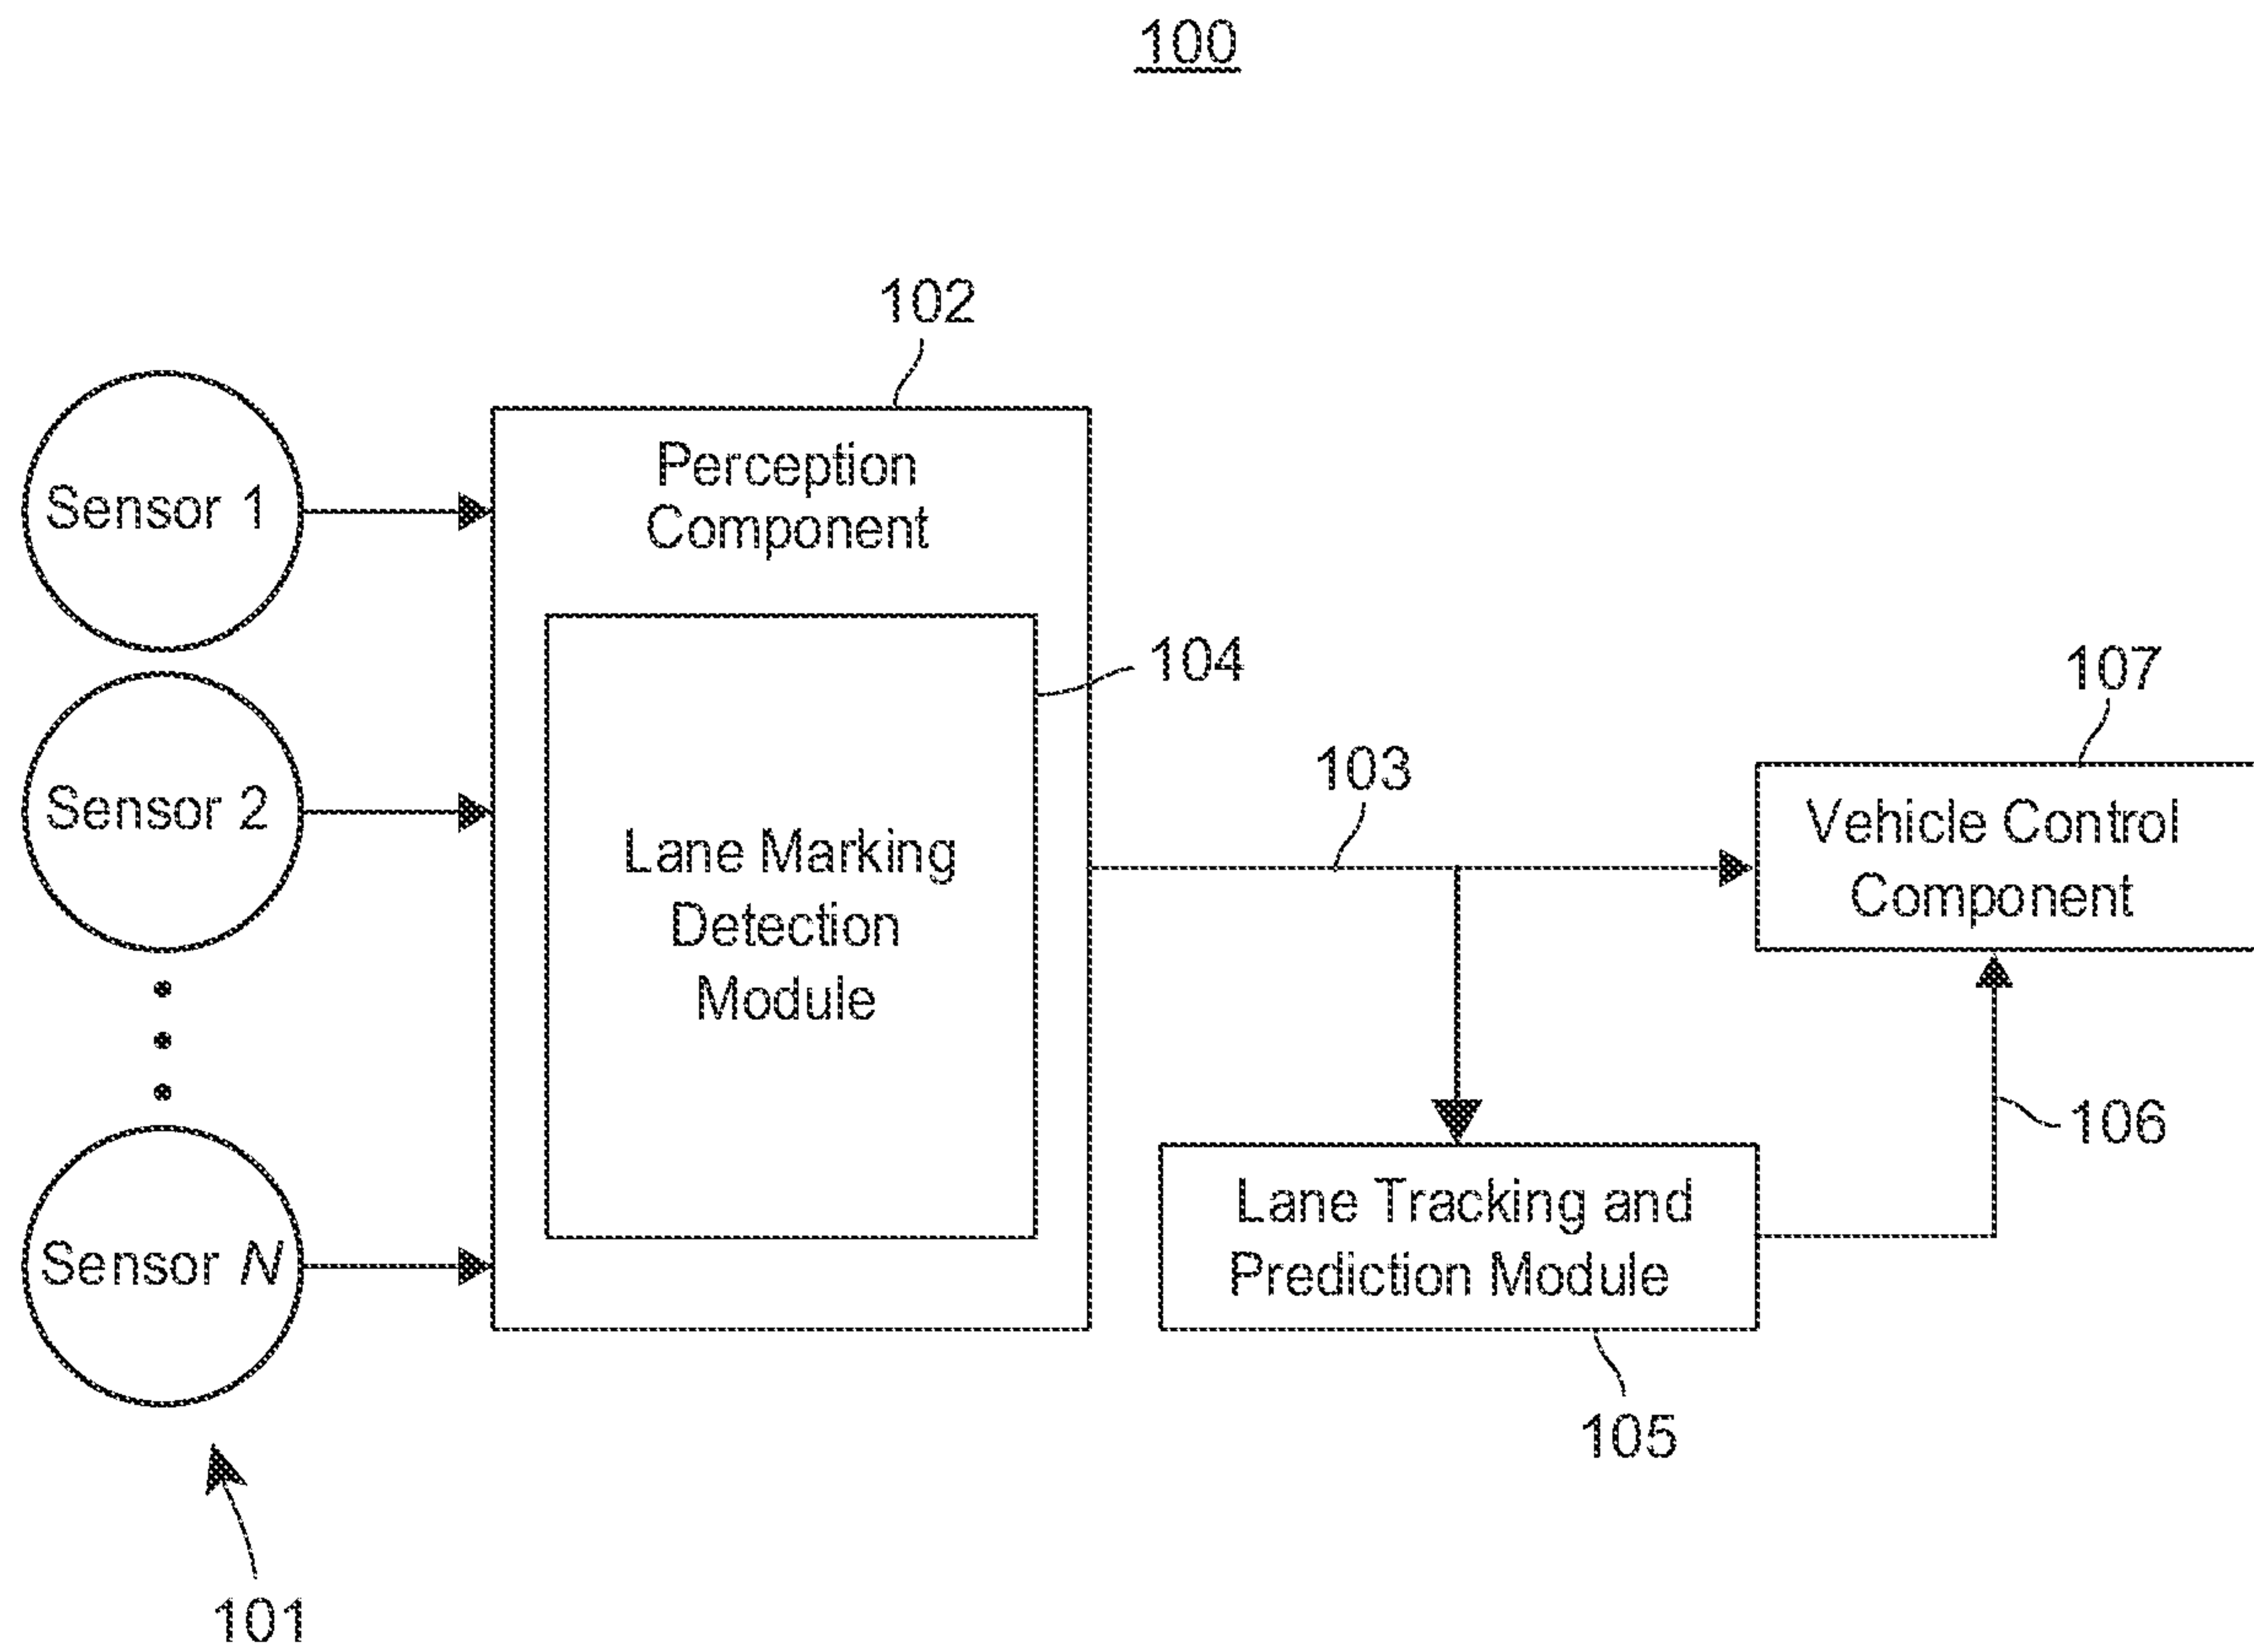 100
102
Perception
Component
Sensor 1
104
107
Sensor 2
103
Lane Marking
Detection
Module
Vehicle Control
Component
106
Lane Tracking and
Prediction Module
Sensor N
105
101